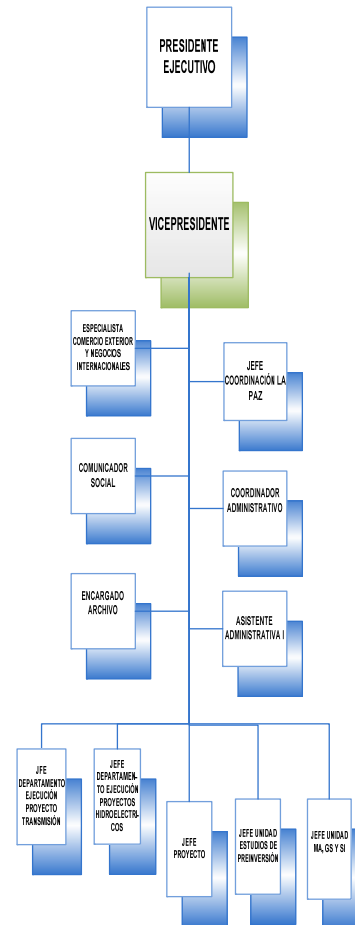 PRESIDENTE
EJECUTIVO
VICEPRESIDENTE
ESPECIALISTA
COMERCIO EXTERIOR
Y NEGOCIOS
INTERNACIONALES
JEFE
COORDINACIÓN LA
PAZ
COMUNICADOR
SOCIAL
COORDINADOR
ADMINISTRATIVO
ENCARGADO
ARCHIVO
ASISTENTE
ADMINISTRATIVA I
JFE
DEPARTAMENTO
EJECUCIÓN
PROYECTO
TRANSMISIÓN
JEFE
DEPARTAMEN-
TO EJECUCIÓN
PROYECTOS
HIDROELECTRI-
COS
JEFE
PROYECTO
JEFE UNIDAD
ESTUDIOS DE
PREINVERSIÓN
JEFE UNIDAD
MA, GS Y SI